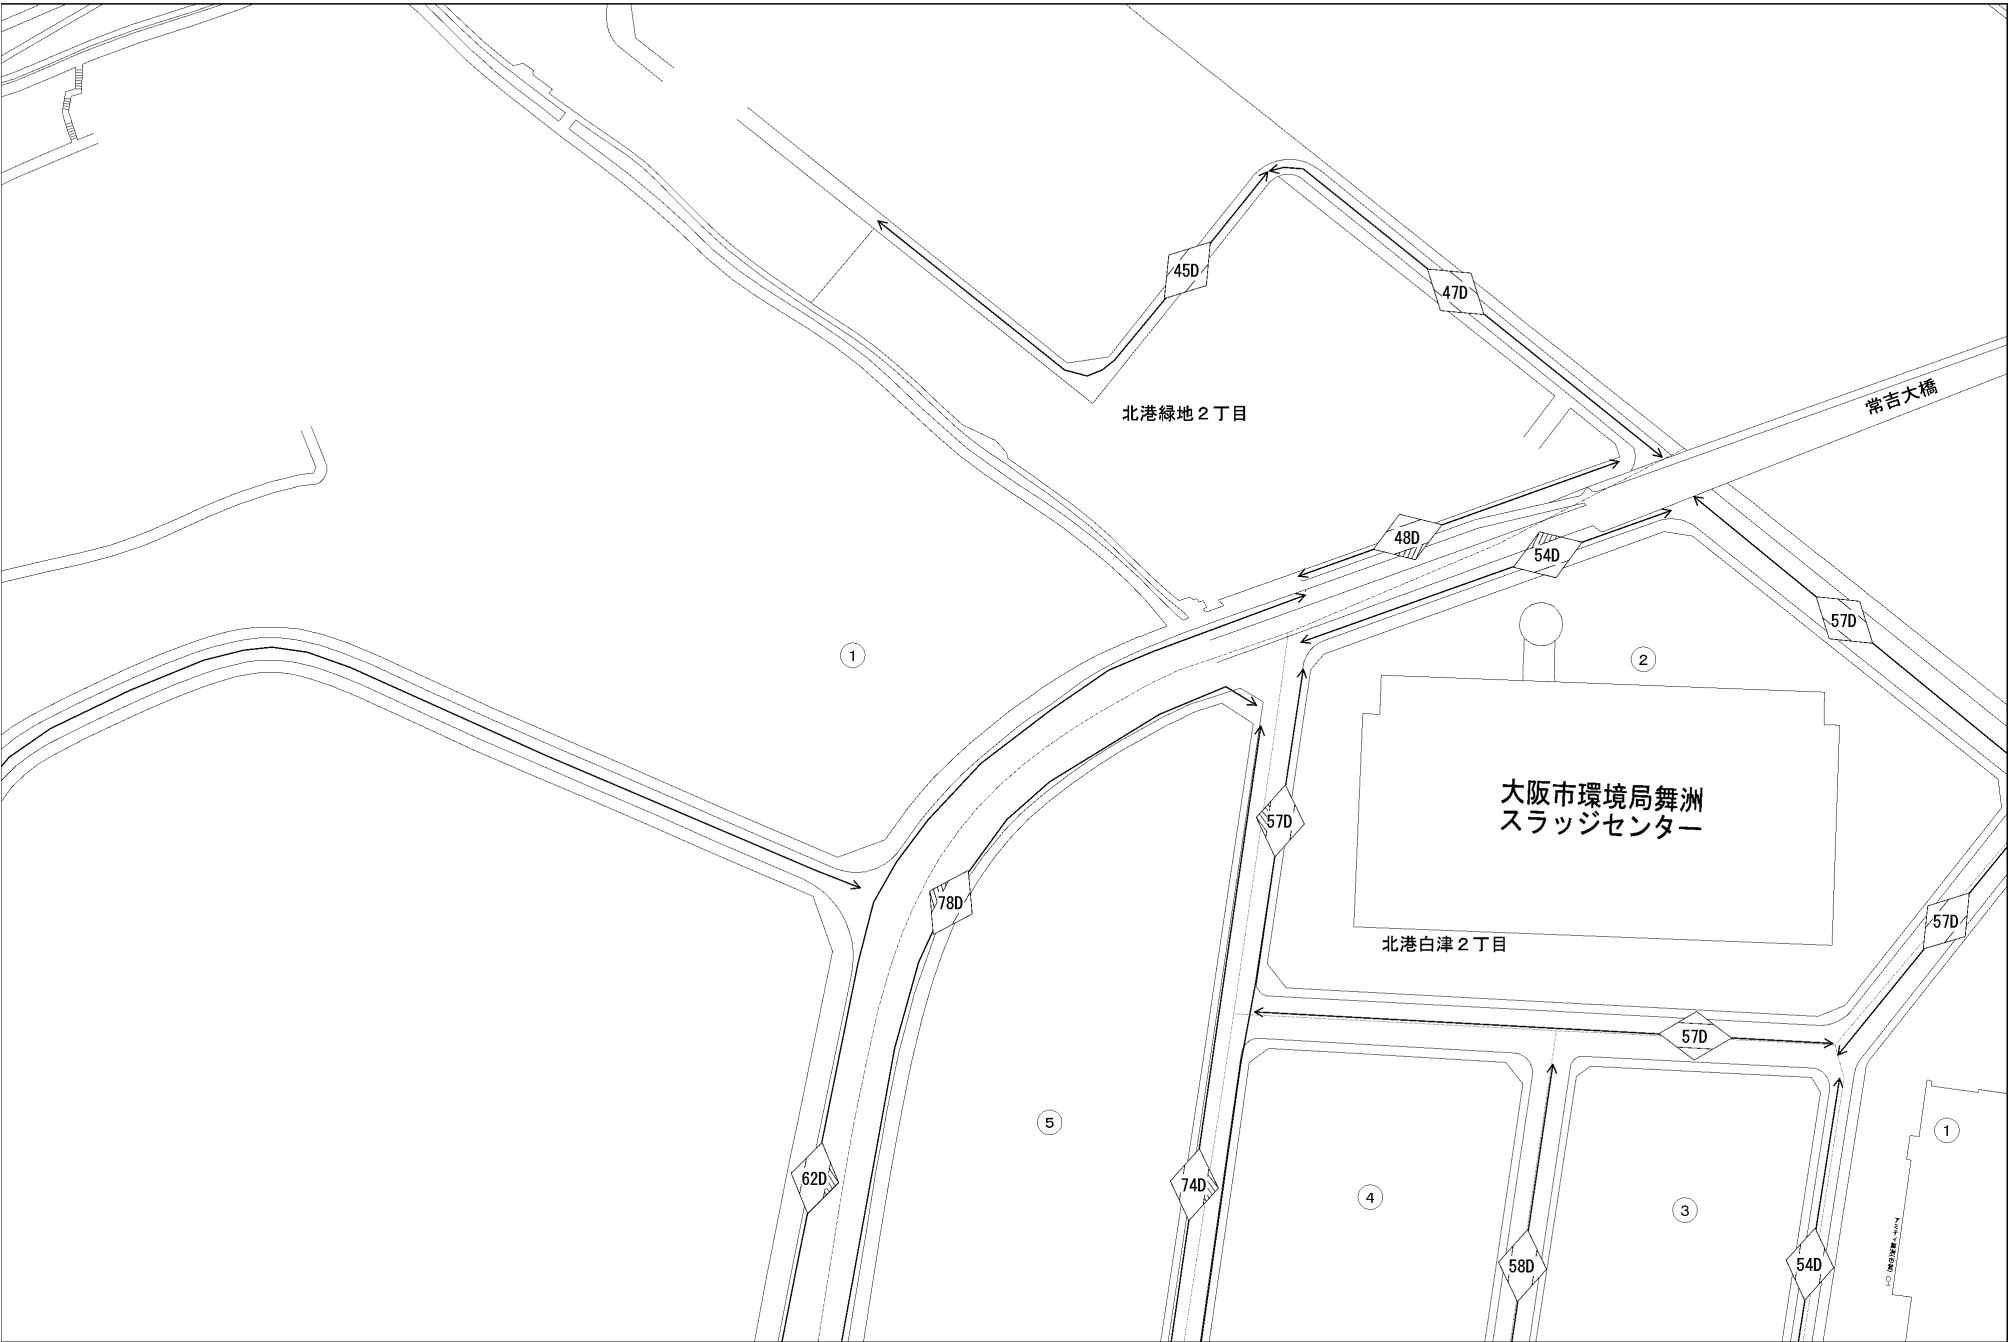 45D
47D
常吉大橋
北港緑地2丁目
48D
54D
57D
①
②
大阪市環境局舞洲
スラッジセンター
57D
78D
57D
北港白津2丁目
57D
⑤
①
62D
74D
④
③
58D
54D